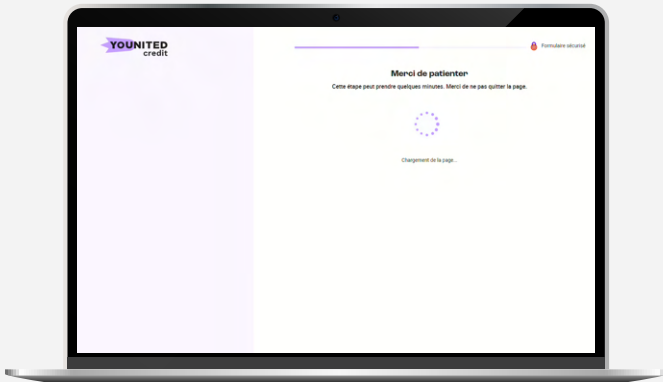 YOUNITED
credit
Formulaire sécurisé
Merci de patienter
Cette étape peut prendre quelques minutes. Merci de ne pas quitter la page.
Chargement de la page...